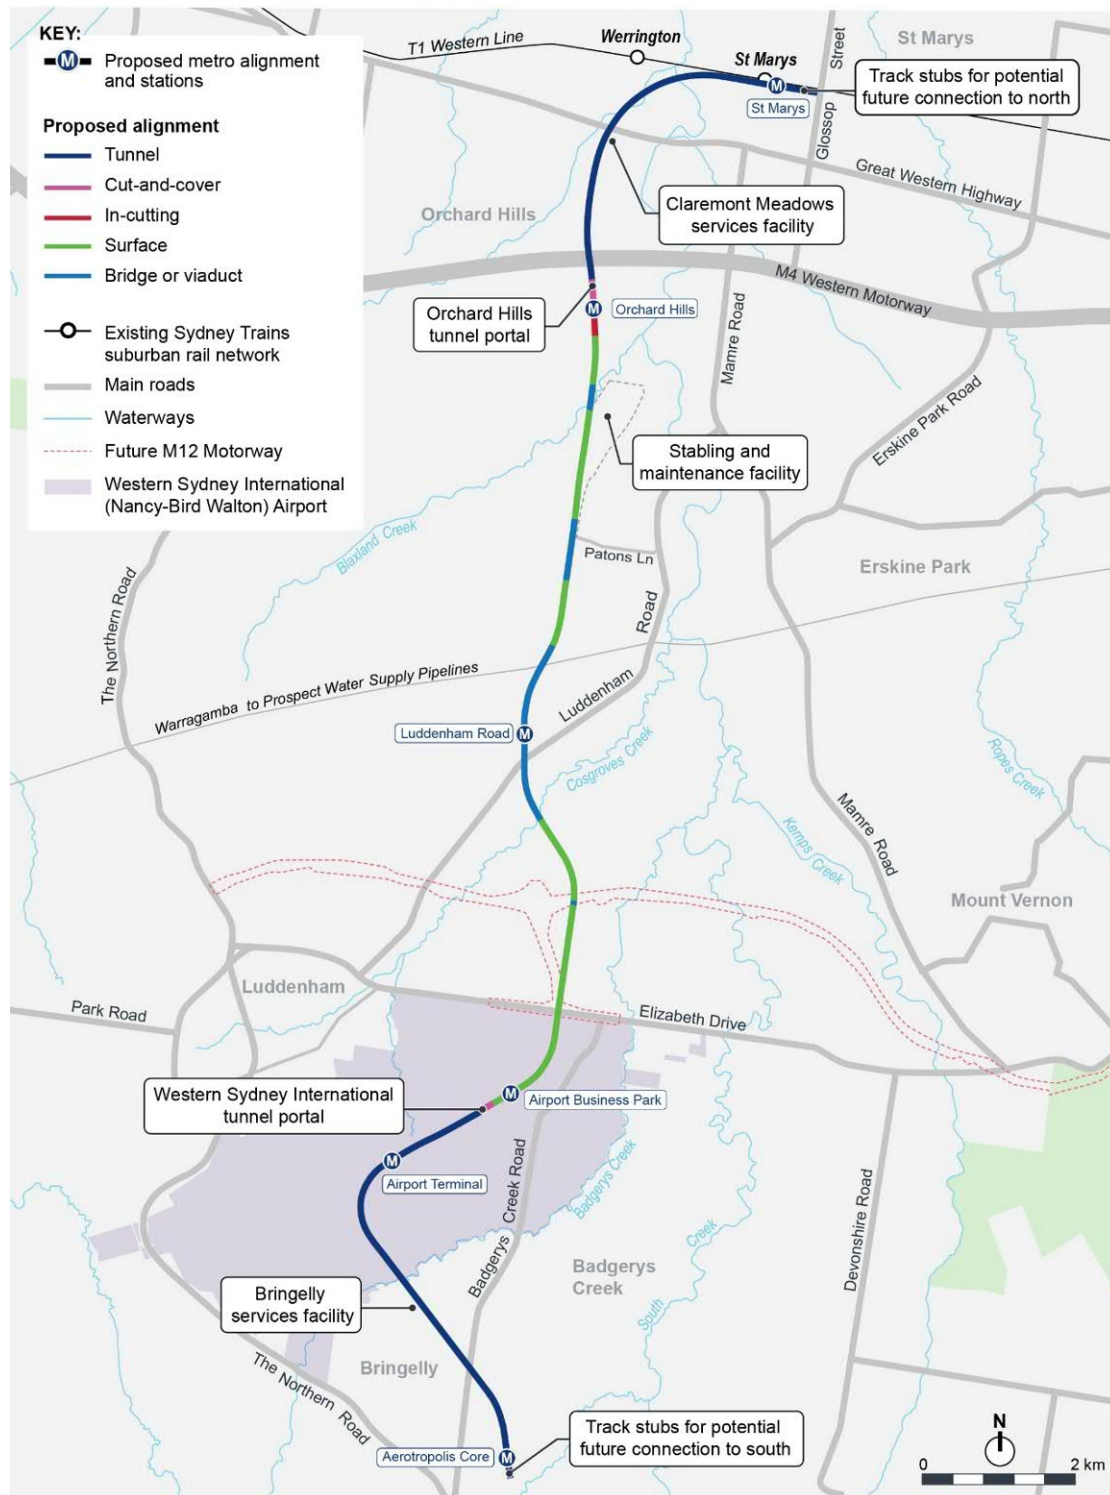 KEY:
M
Proposed metro alignment
and stations
Proposed alignment
Tunnel
Cut-and-cover
In-cutting
Surface
Bridge or viaduct
Existing Sydney Trains
suburban rail network
Main roads
Waterways
Future M12 Motorway
Western Sydney International
(Nancy-Bird Walton) Airport
T1 Western Line
Werrington
St Marys
M
St Marys
Street
Glossop
St Marys
Track stubs for potential
future connection to north
Great Western Highway
Orchard Hills
Claremont Meadows
services facility
M4 Western Motorway
Orchard Hills
tunnel portal
M
Orchard Hills
Mamre Road
Erskine Park Road
Stabling and
maintenance facility
Blaxland Creek
Patons Ln
Erskine Park
The Northern Road
Road
Luddenham
Warragamba to Prospect Water Supply Pipelines
Luddenham Road
M
Cosgroves Creek
Ropes Creek
Kemps Creek
Mamre Road
Mount Vernon
Luddenham
Park Road
Elizabeth Drive
Western Sydney International
tunnel portal
M
Airport Business Park
M
Airport Terminal
Creek Road
Badgerys
Badgerys Creek
Devonshire Road
Creek
South
Badgerys
Creek
Bringelly
services facility
Bringelly
The Northern Road
Track stubs for potential
future connection to south
Aerotropolis Core
M
N
0
2 km